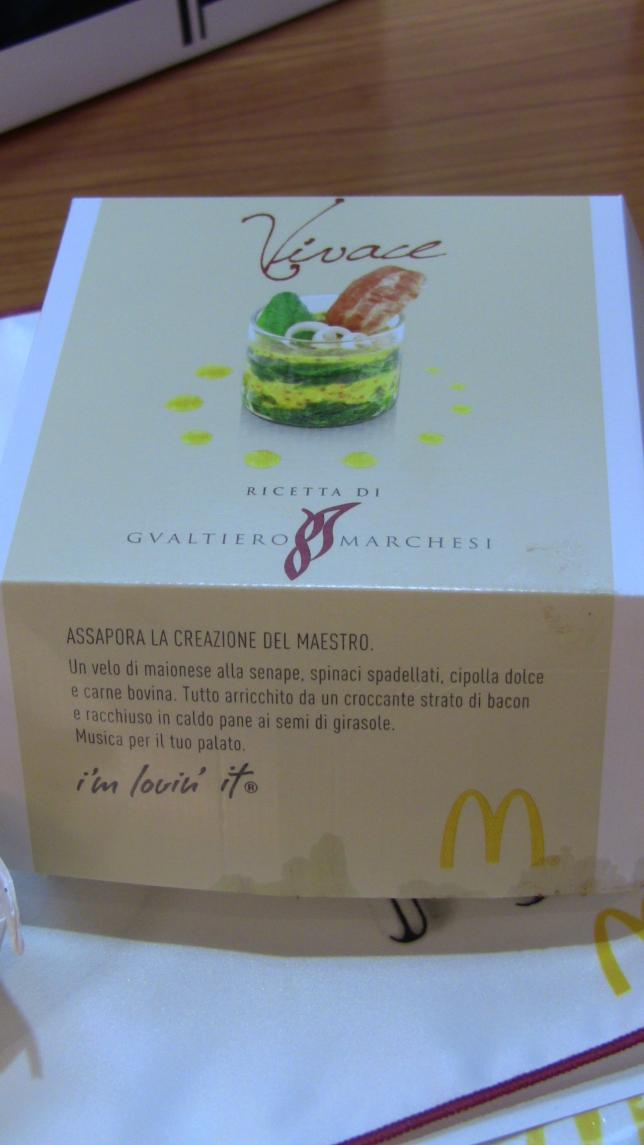 Vivace
RICETTA DI
GVALTIERO MARCHESI
ASSAPORA LA CREAZIONE DEL MAESTRO.
Un velo di maionese alla senape, spinaci spadellati, cipolla dolce
e carne bovina. Tutto arricchito da un croccante strato di bacon
e racchiuso in caldo pane ai semi di girasole.
Musica per il tuo palato.
i'm lovin' it®